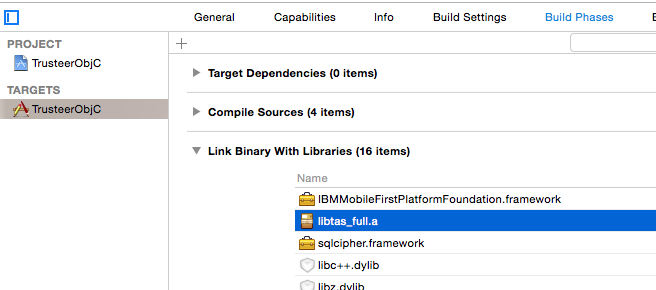 General Capabilities Info Build Settings Build Phases
PROJECT
TrusteerObjC
TARGETS
TrusteerObjC
Target Dependencies (0 items)
Compile Sources (4 items)
Link Binary With Libraries (16 items)
Name
IBMMobileFirstPlatformFoundation.framework
libtas_full.a
sqlcipher.framework
libc++.dylib
libz.dylib